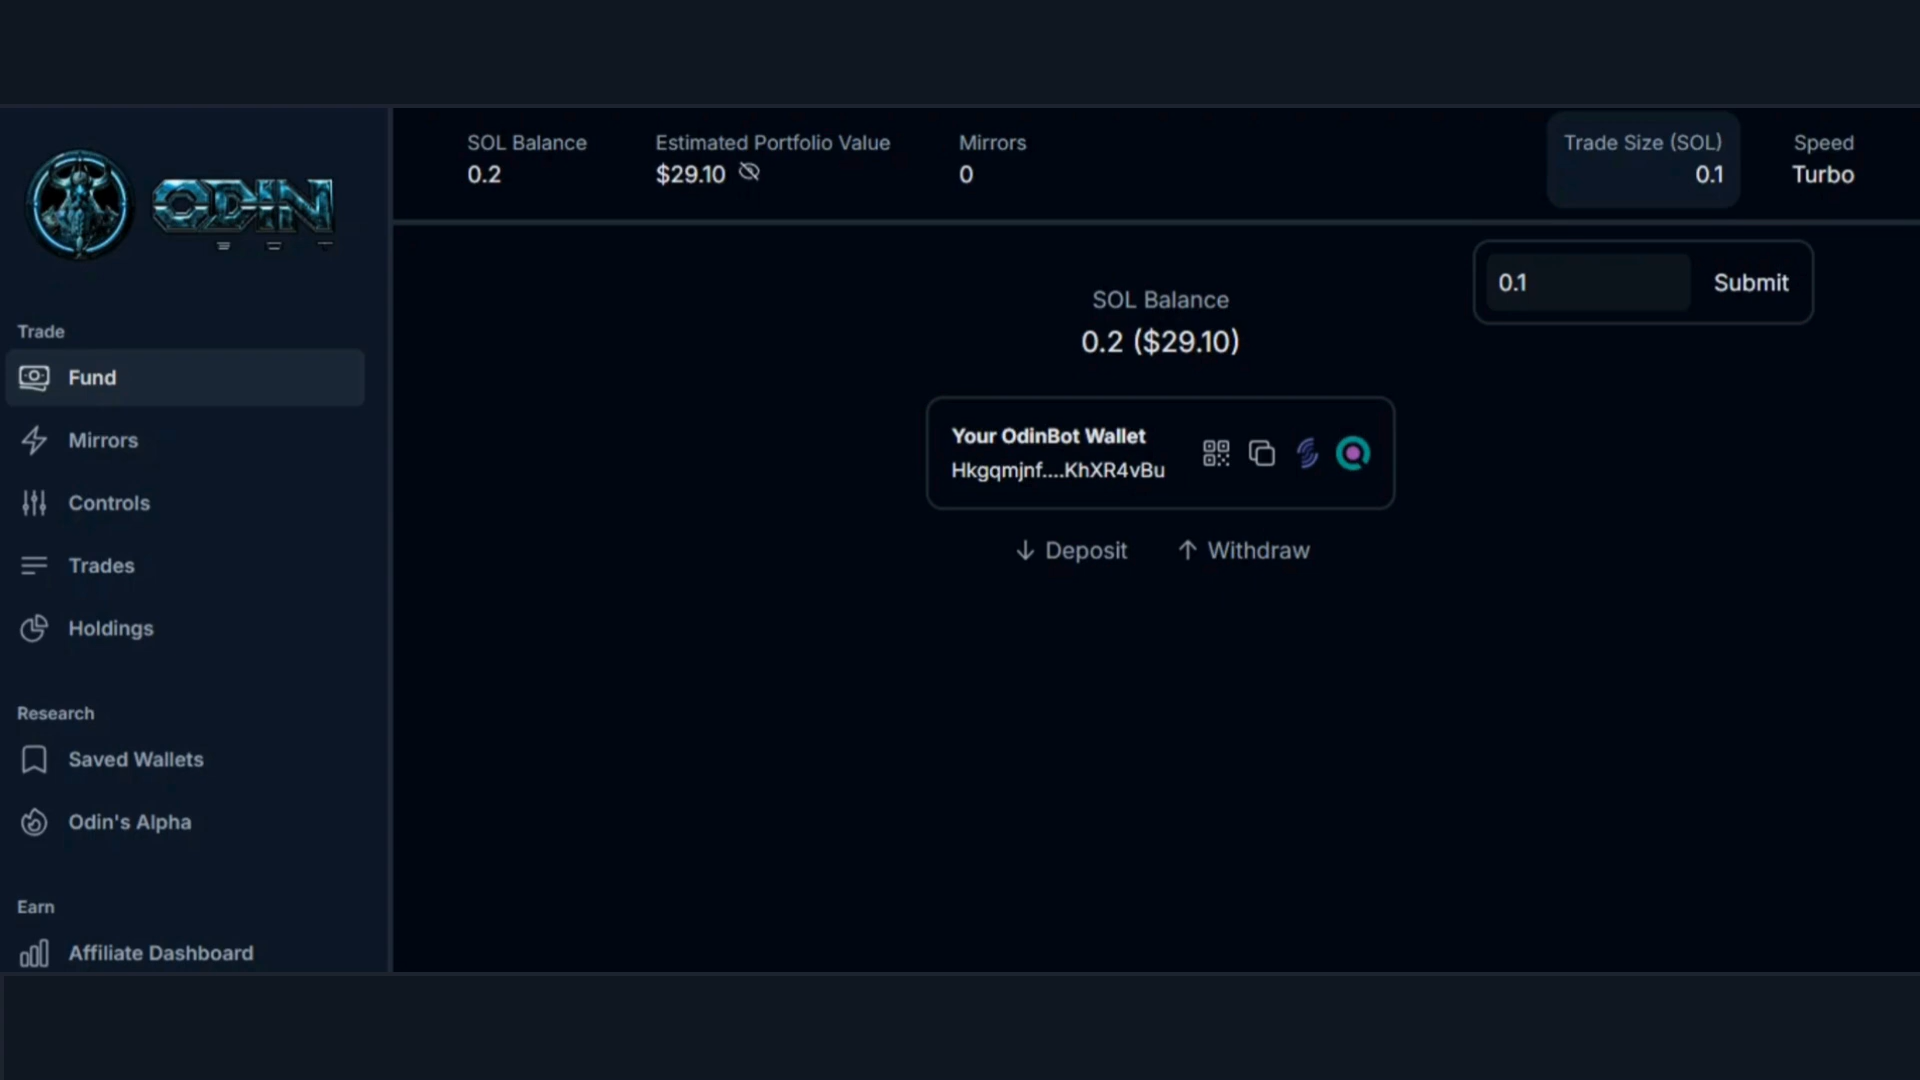 ODIN
SOL Balance
0.2
Estimated Portfolio Value
$29.10
Mirrors
0
Trade Size (SOL)
0.1
Speed
Turbo
Trade
Fund
Mirrors
Controls
Trades
Holdings
Research
Saved Wallets
Odin's Alpha
Earn
Affiliate Dashboard
0.1
Submit
SOL Balance
0.2 ($29.10)
Your OdinBot Wallet
Hkgqmjnf....KhXR4vBu
Deposit
Withdraw